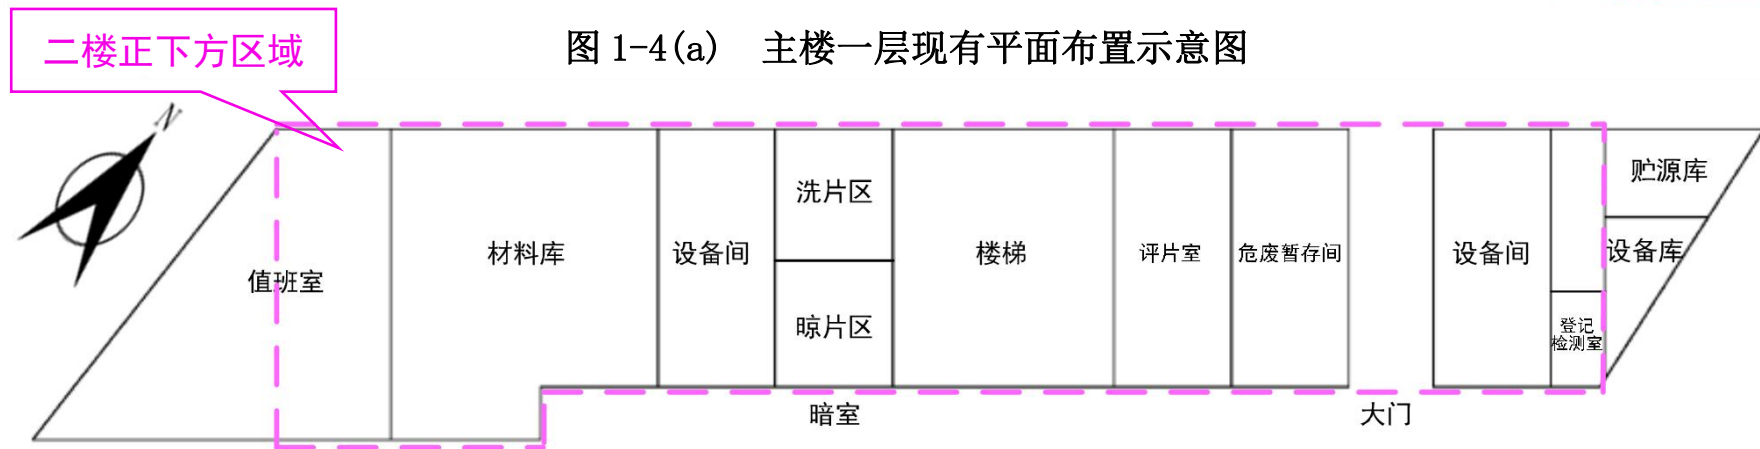 二楼正下方区域
图 1-4(a) 主楼一层现有平面布置示意图
N
值班室
材料库
设备间
洗片区
晾片区
楼梯
评片室
危废暂存间
设备间
登记
检测室
贮源库
设备库
暗室
大门